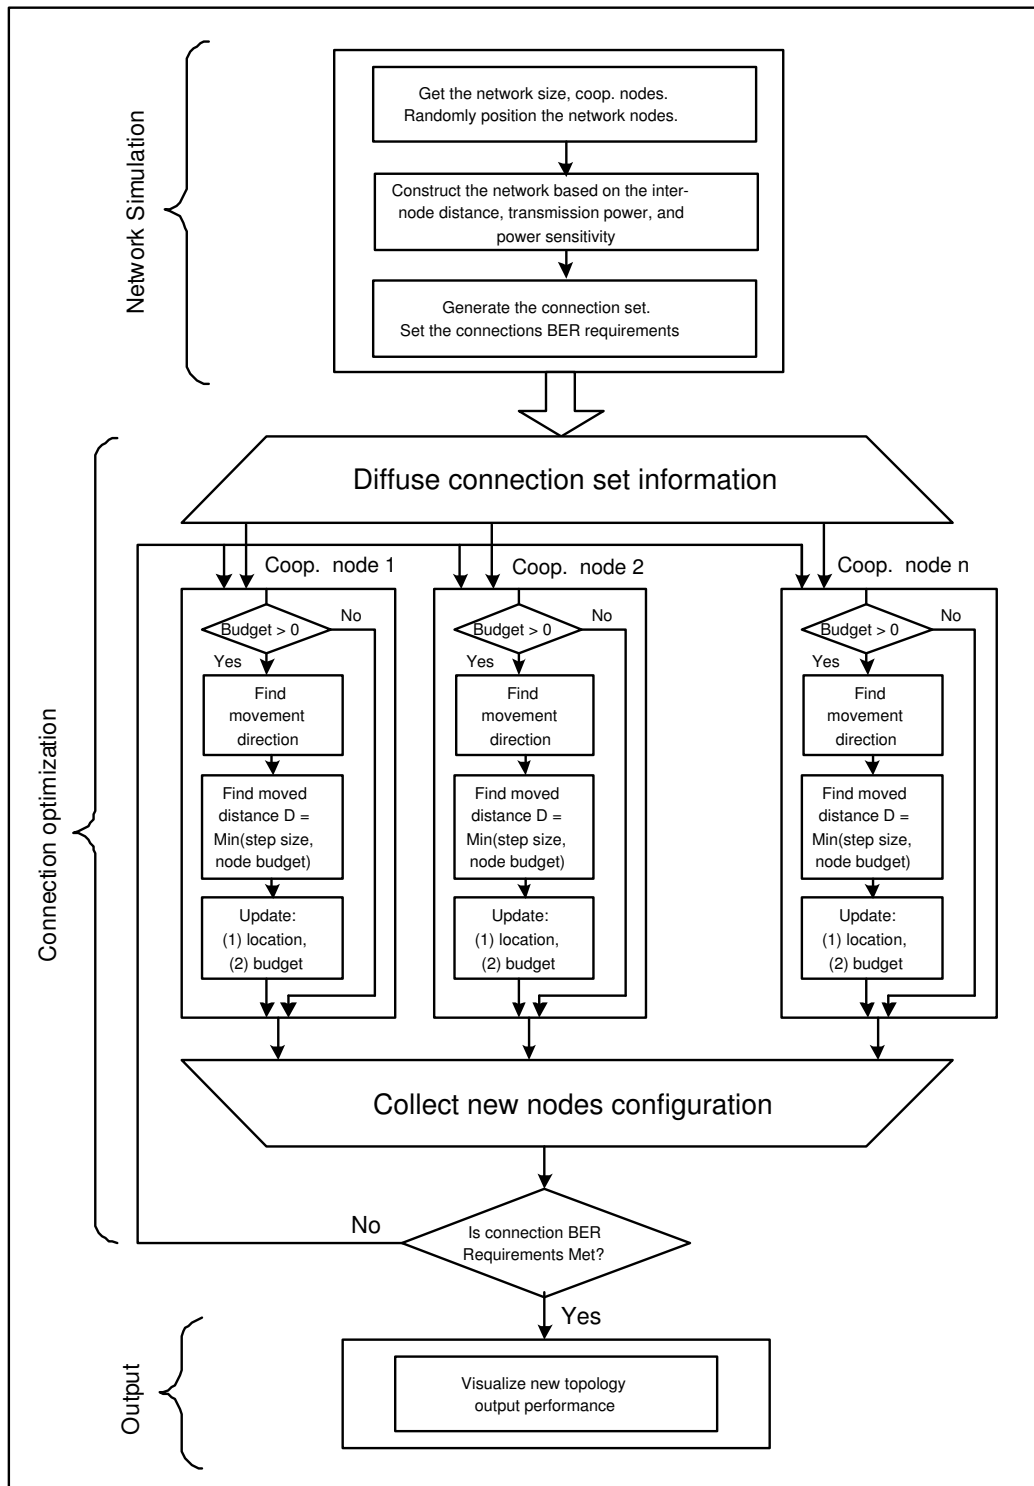 Network Simulation
Get the network size, coop. nodes.
Randomly position the network nodes.
Construct the network based on the inter-
node distance, transmission power, and
power sensitivity
Generate the connection set.
Set the connections BER requirements
Connection optimization
Diffuse connection set information
Coop. node 1
Budget > 0
No
Yes
Find
movement
direction
Find moved
distance D =
Min(step size,
node budget)
Update:
(1) location,
(2) budget
Coop. node 2
Budget > 0
No
Yes
Find
movement
direction
Find moved
distance D =
Min(step size,
node budget)
Update:
(1) location,
(2) budget
Coop. node n
Budget > 0
No
Yes
Find
movement
direction
Find moved
distance D =
Min(step size,
node budget)
Update:
(1) location,
(2) budget
Collect new nodes configuration
Is connection BER
Requirements Met?
No
Yes
Output
Visualize new topology
output performance